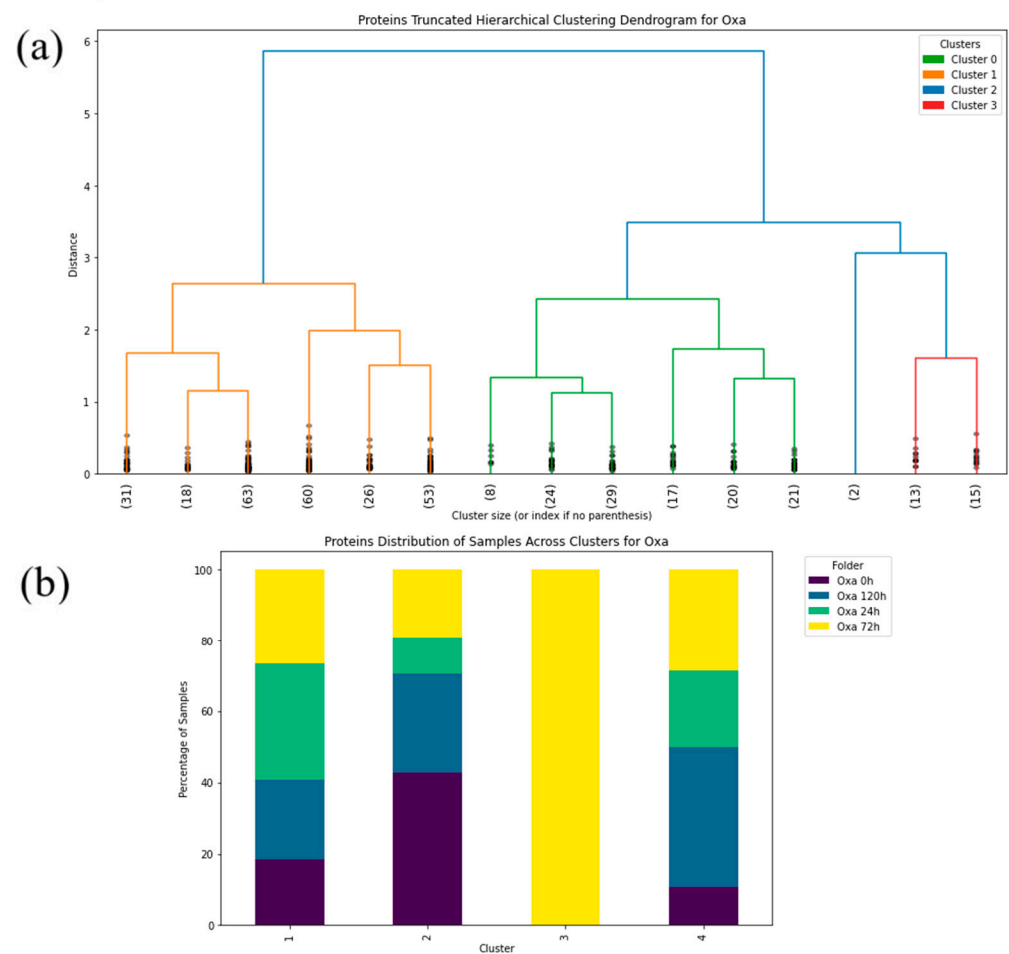 (a)
Proteins Truncated Hierarchical Clustering Dendrogram for Oxa
Clusters
Cluster 0
Cluster 1
Cluster 2
Cluster 3
6
5
4
3
2
1
0
Distance
(31) (18) (63) (60) (26) (53) (8) (24) (29) (17) (20) (21) (2) (13) (15)
Cluster size (or index if no parenthesis)
(b)
Proteins Distribution of Samples Across Clusters for Oxa
Folder
Oxa 0h
Oxa 120h
Oxa 24h
Oxa 72h
100
80
60
40
20
0
Percentage of Samples
1 2 3 4
Cluster